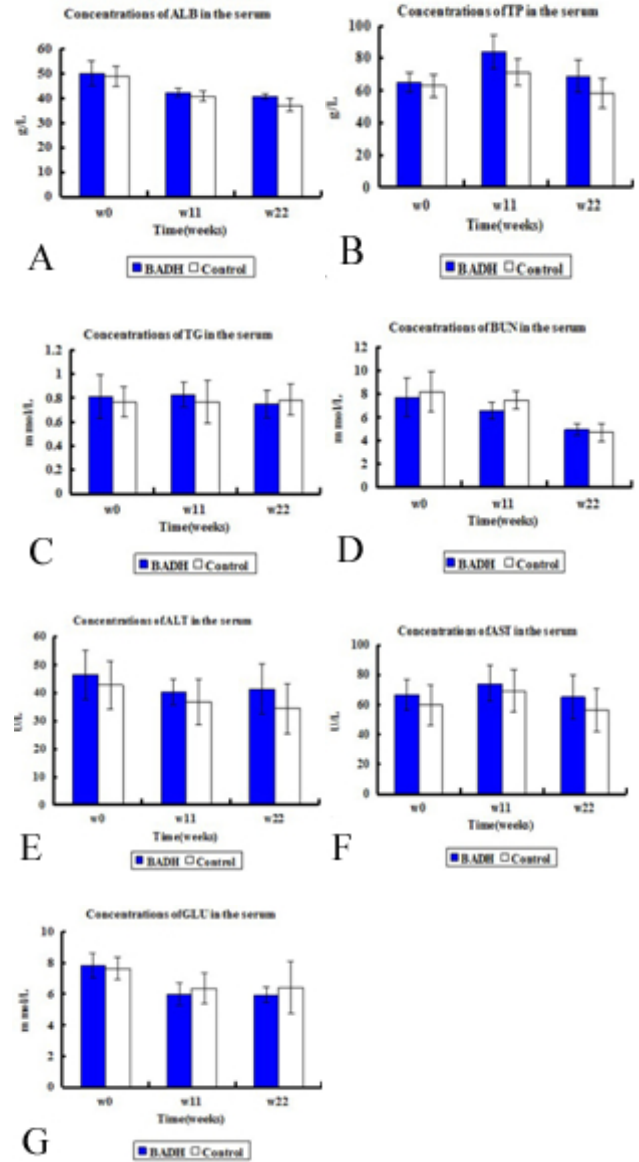 Concentrations of ALB in the serum
60
50
40
30
20
10
0
g/L
w0 w11 w22
Time(weeks)
A
BADH Control
Concentrations of TP in the serum
100
80
60
40
20
0
g/L
w0 w11 w22
Time(weeks)
B
BADH Control
Concentrations of TG in the serum
1.2
1
0.8
0.6
0.4
0.2
0
m mol/L
w0 w11 w22
Time(weeks)
C
BADH Control
Concentrations of BUN in the serum
12
10
8
6
4
2
0
m mol/L
w0 w11 w22
Time(weeks)
D
BADH Control
Concentrations of ALT in the serum
60
50
40
30
20
10
0
U/L
w0 w11 w22
Time(weeks)
E
BADH Control
Concentrations of AST in the serum
100
80
60
40
20
0
U/L
w0 w11 w22
Time(weeks)
F
BADH Control
Concentrations of GLU in the serum
10
8
6
4
2
0
m mol/L
w0 w11 w22
Time(weeks)
G
BADH Control